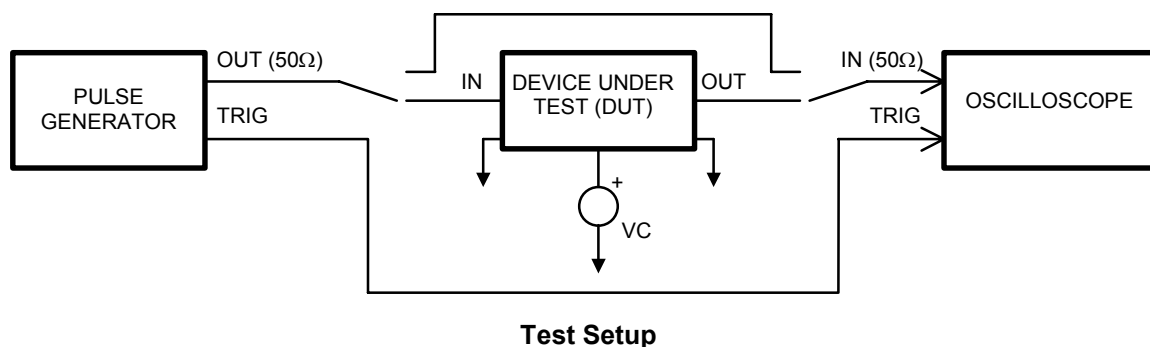 PULSE
GENERATOR
OUT (50Ω)
TRIG
IN
DEVICE UNDER
TEST (DUT)
OUT
+
VC
IN (50Ω)
TRIG
OSCILLOSCOPE
Test Setup